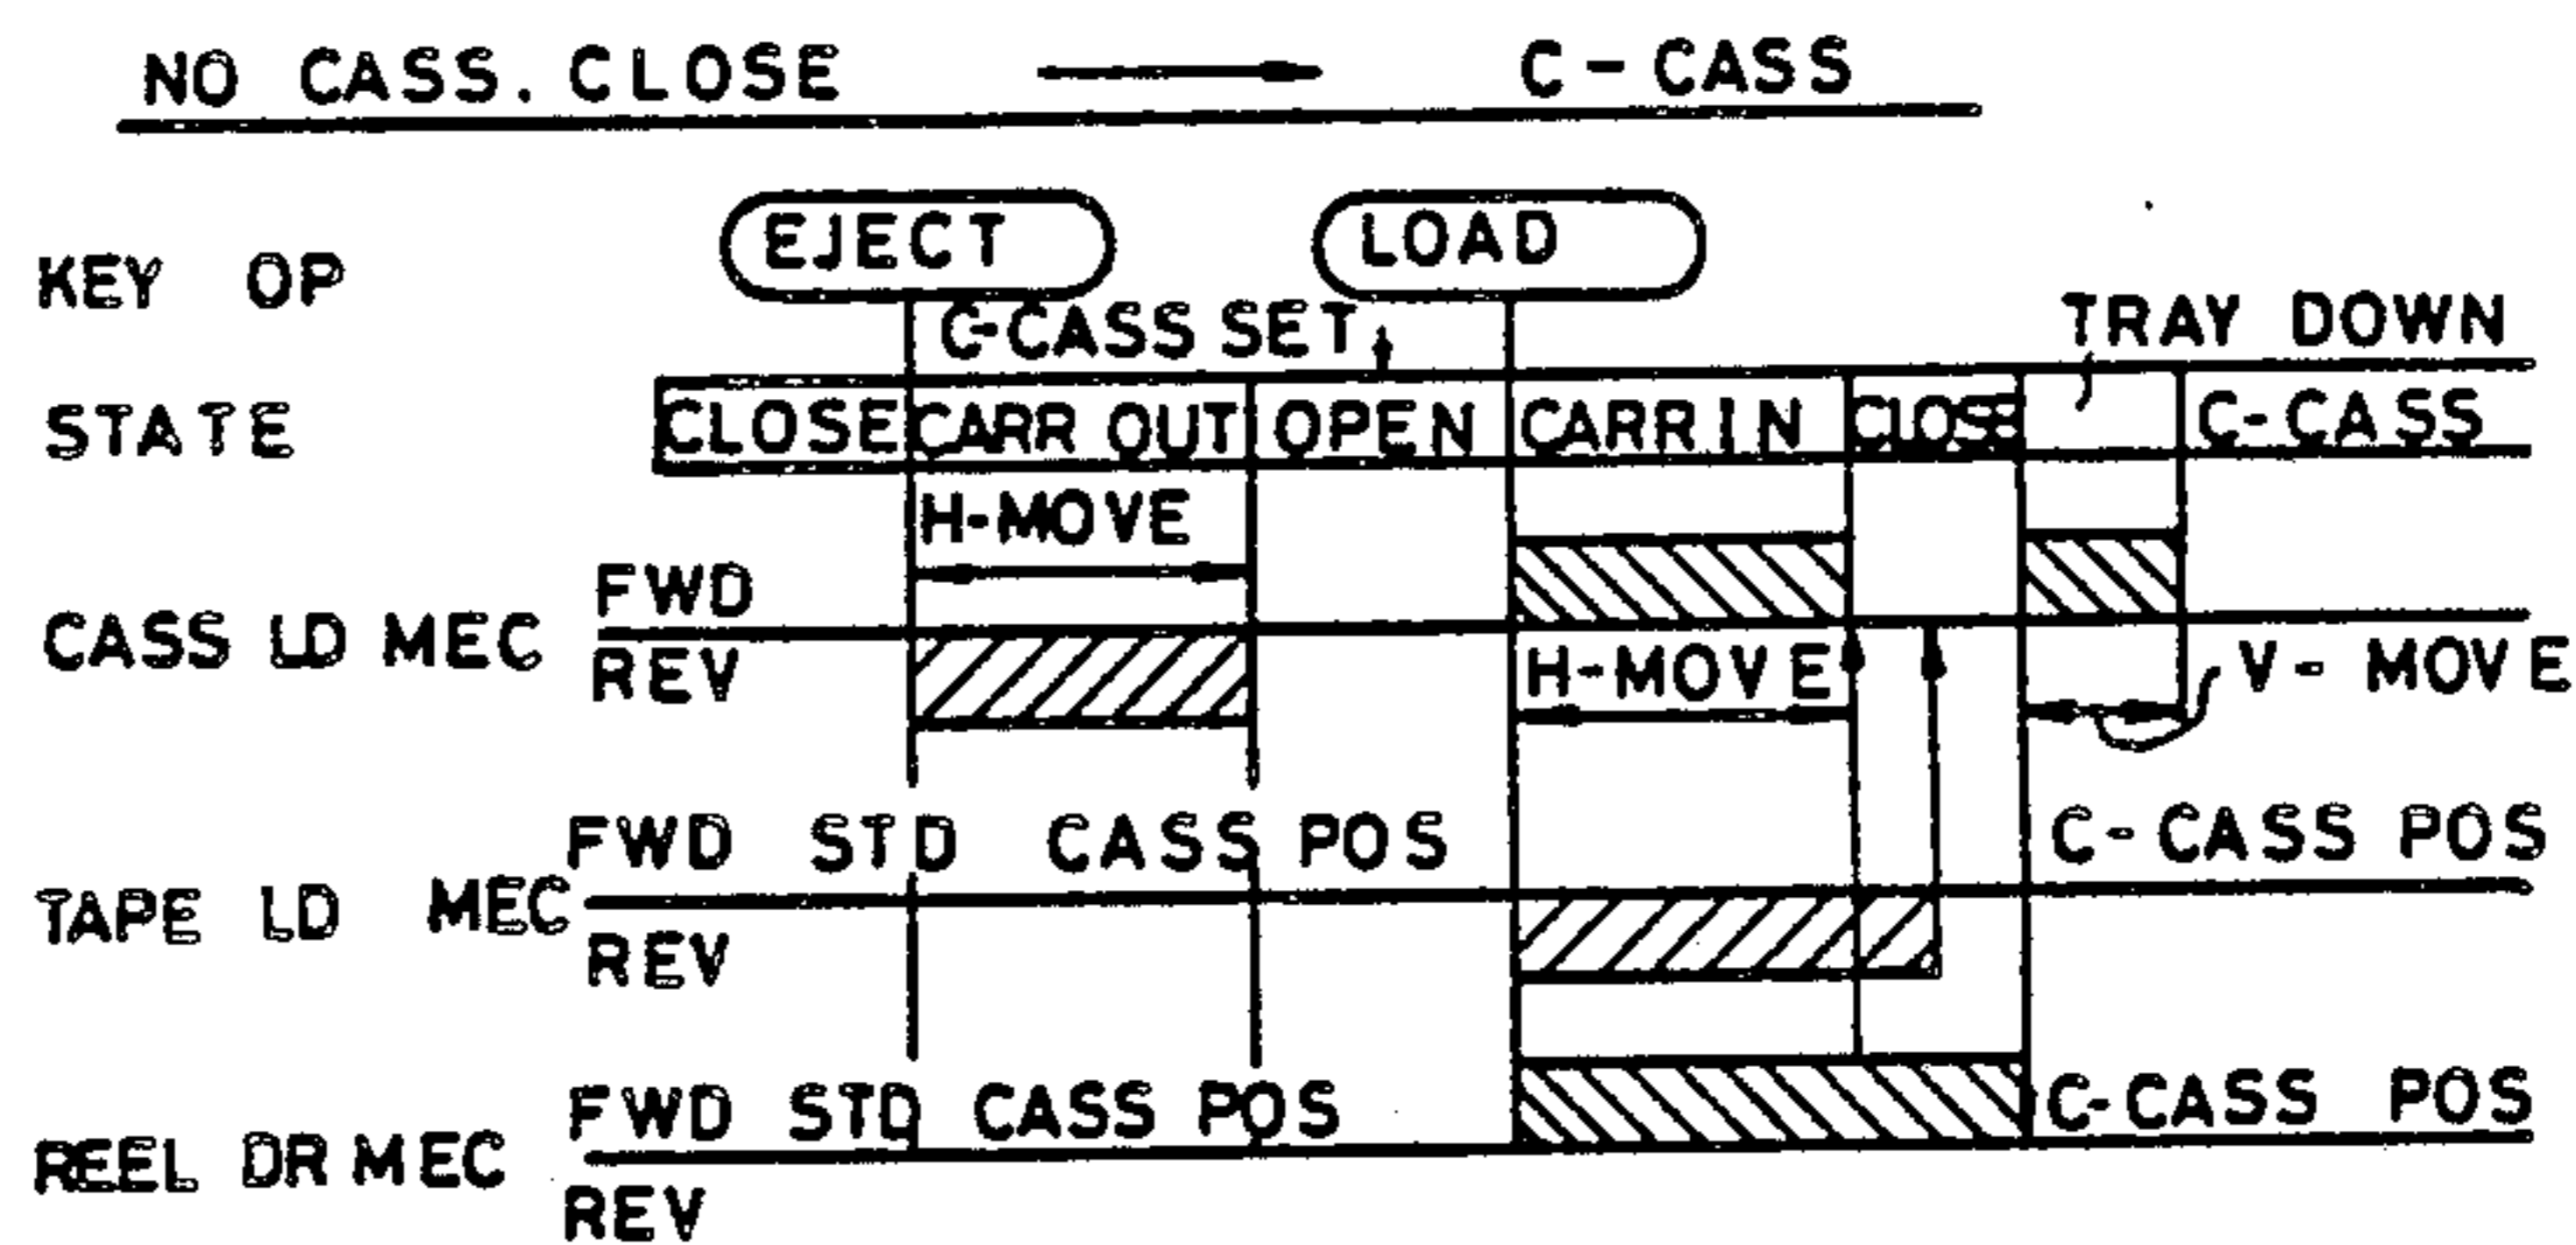 NO CASS. CLOSE → C-CASS
KEY OP EJECT LOAD
C-CASS SET TRAY DOWN
STATE CLOSE CARR OUT OPEN CARR IN CLOSE C-CASS
H-MOVE
CASS LD MEC FWD
REV H-MOVE V-MOVE
FWD STD CASS POS C-CASS POS
TAPE LD MEC
REV
FWD STD CASS POS C-CASS POS
REEL DR MEC
REV